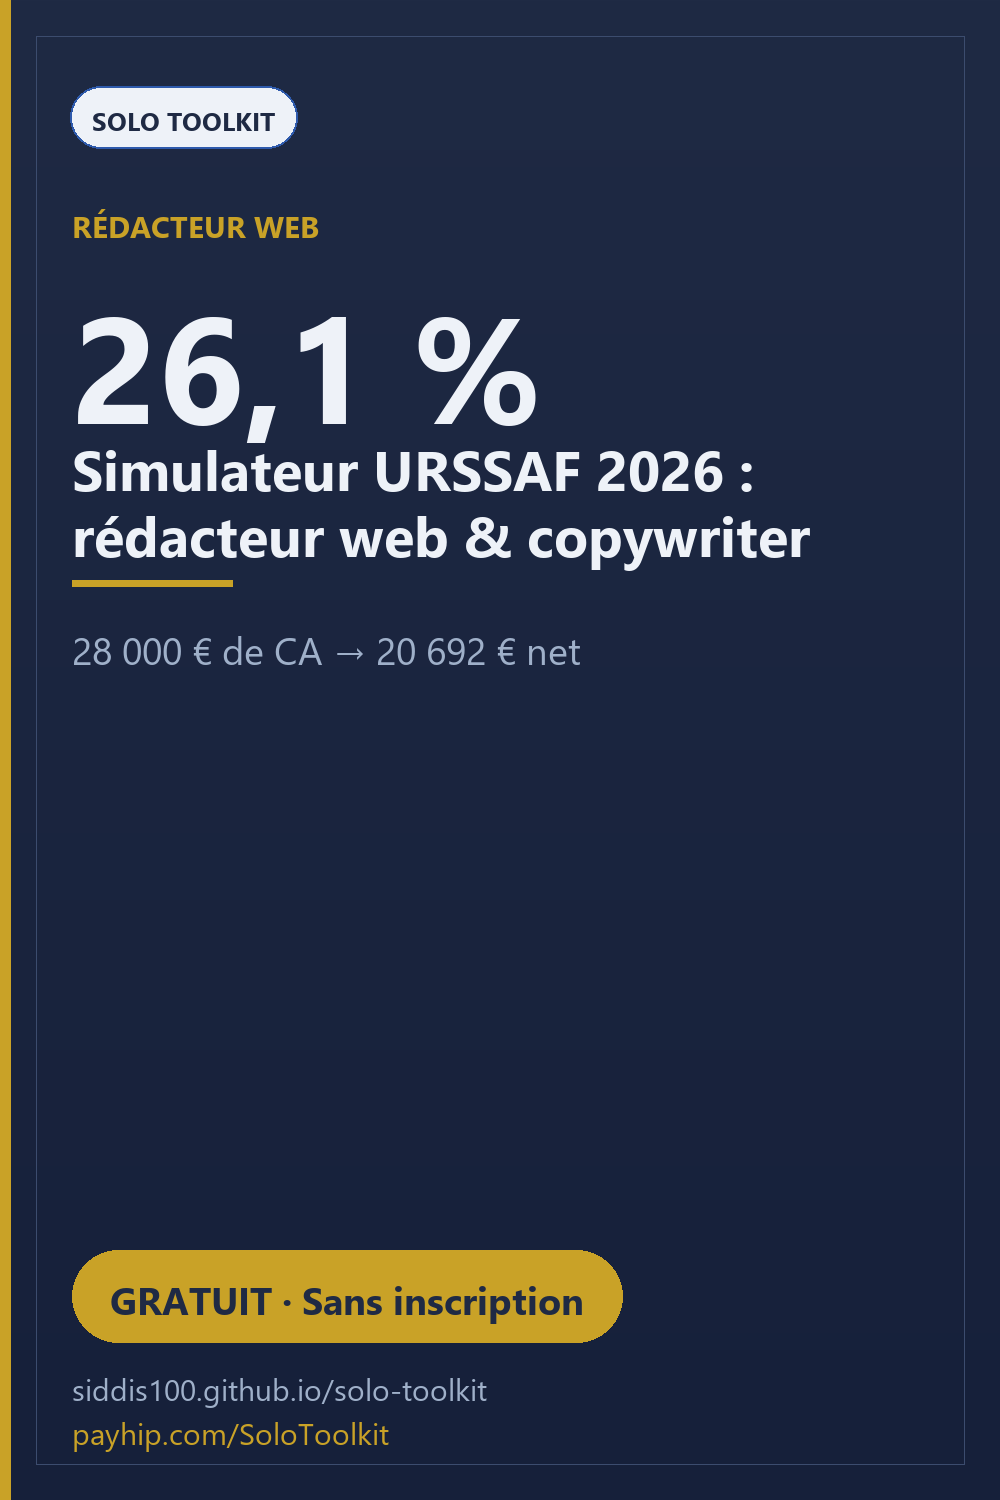 SOLO TOOLKIT
RÉDACTEUR WEB
26,1 %
Simulateur URSSAF 2026 :
rédacteur web & copywriter
28 000 € de CA → 20 692 € net
GRATUIT · Sans inscription
siddis100.github.io/solo-toolkit
payhip.com/SoloToolkit